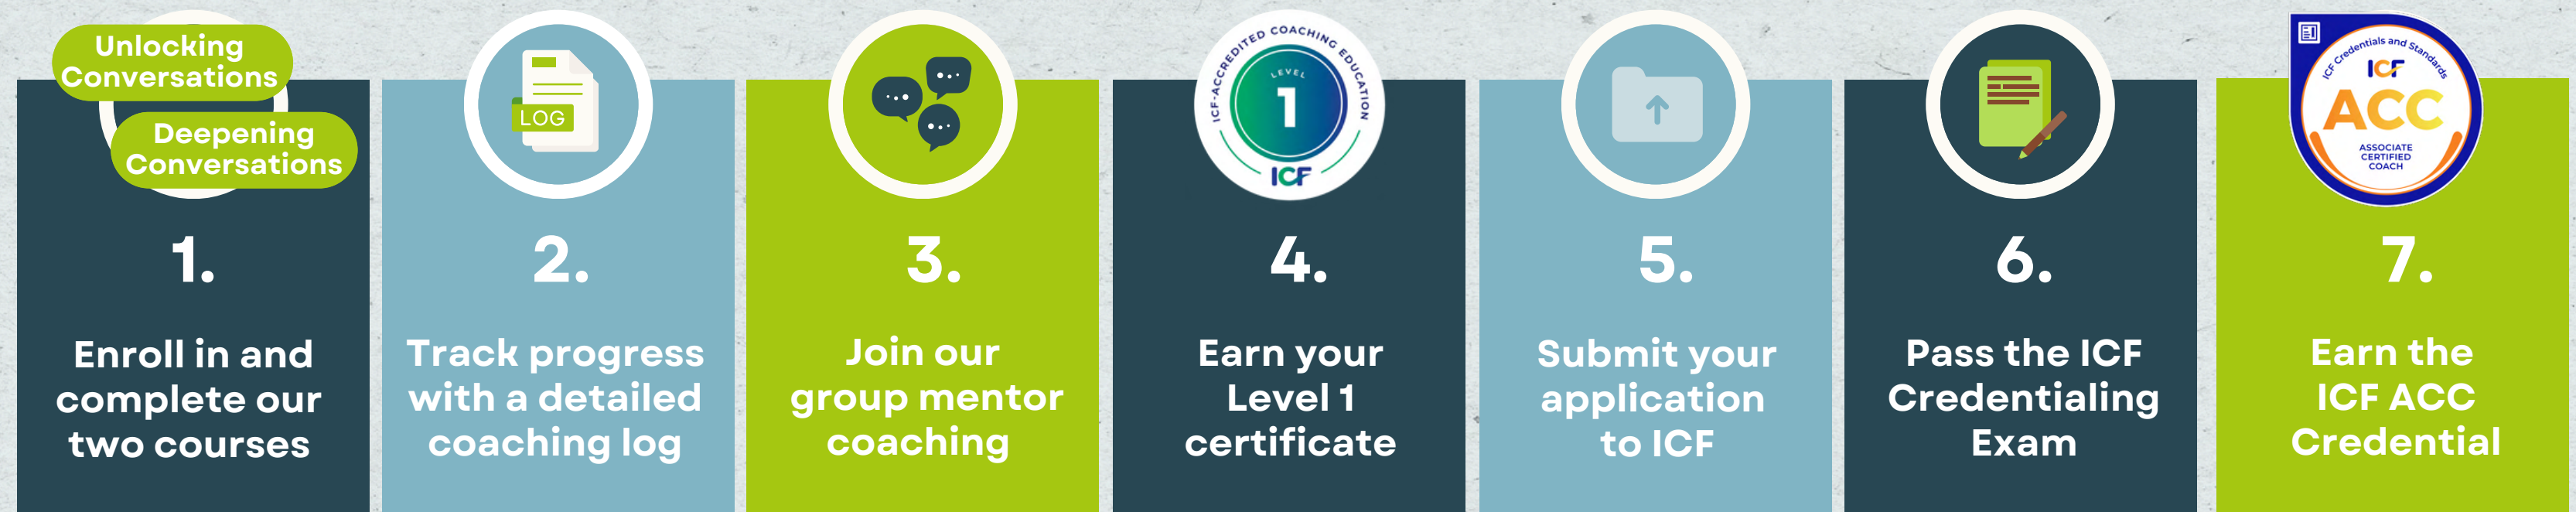 Unlocking
Conversations
Deepening
Conversations
1.
Enroll in and
complete our
two courses
LOG
2.
Track progress
with a detailed
coaching log
3.
Join our
group mentor
coaching
ICF-ACCREDITED COACHING EDUCATION
LEVEL
1
ICF
4.
Earn your
Level 1
certificate
5.
Submit your
application
to ICF
6.
Pass the ICF
Credentialing
Exam
ICF Credentials and Standards
ICF
ACC
ASSOCIATE
CERTIFIED
COACH
7.
Earn the
ICF ACC
Credential